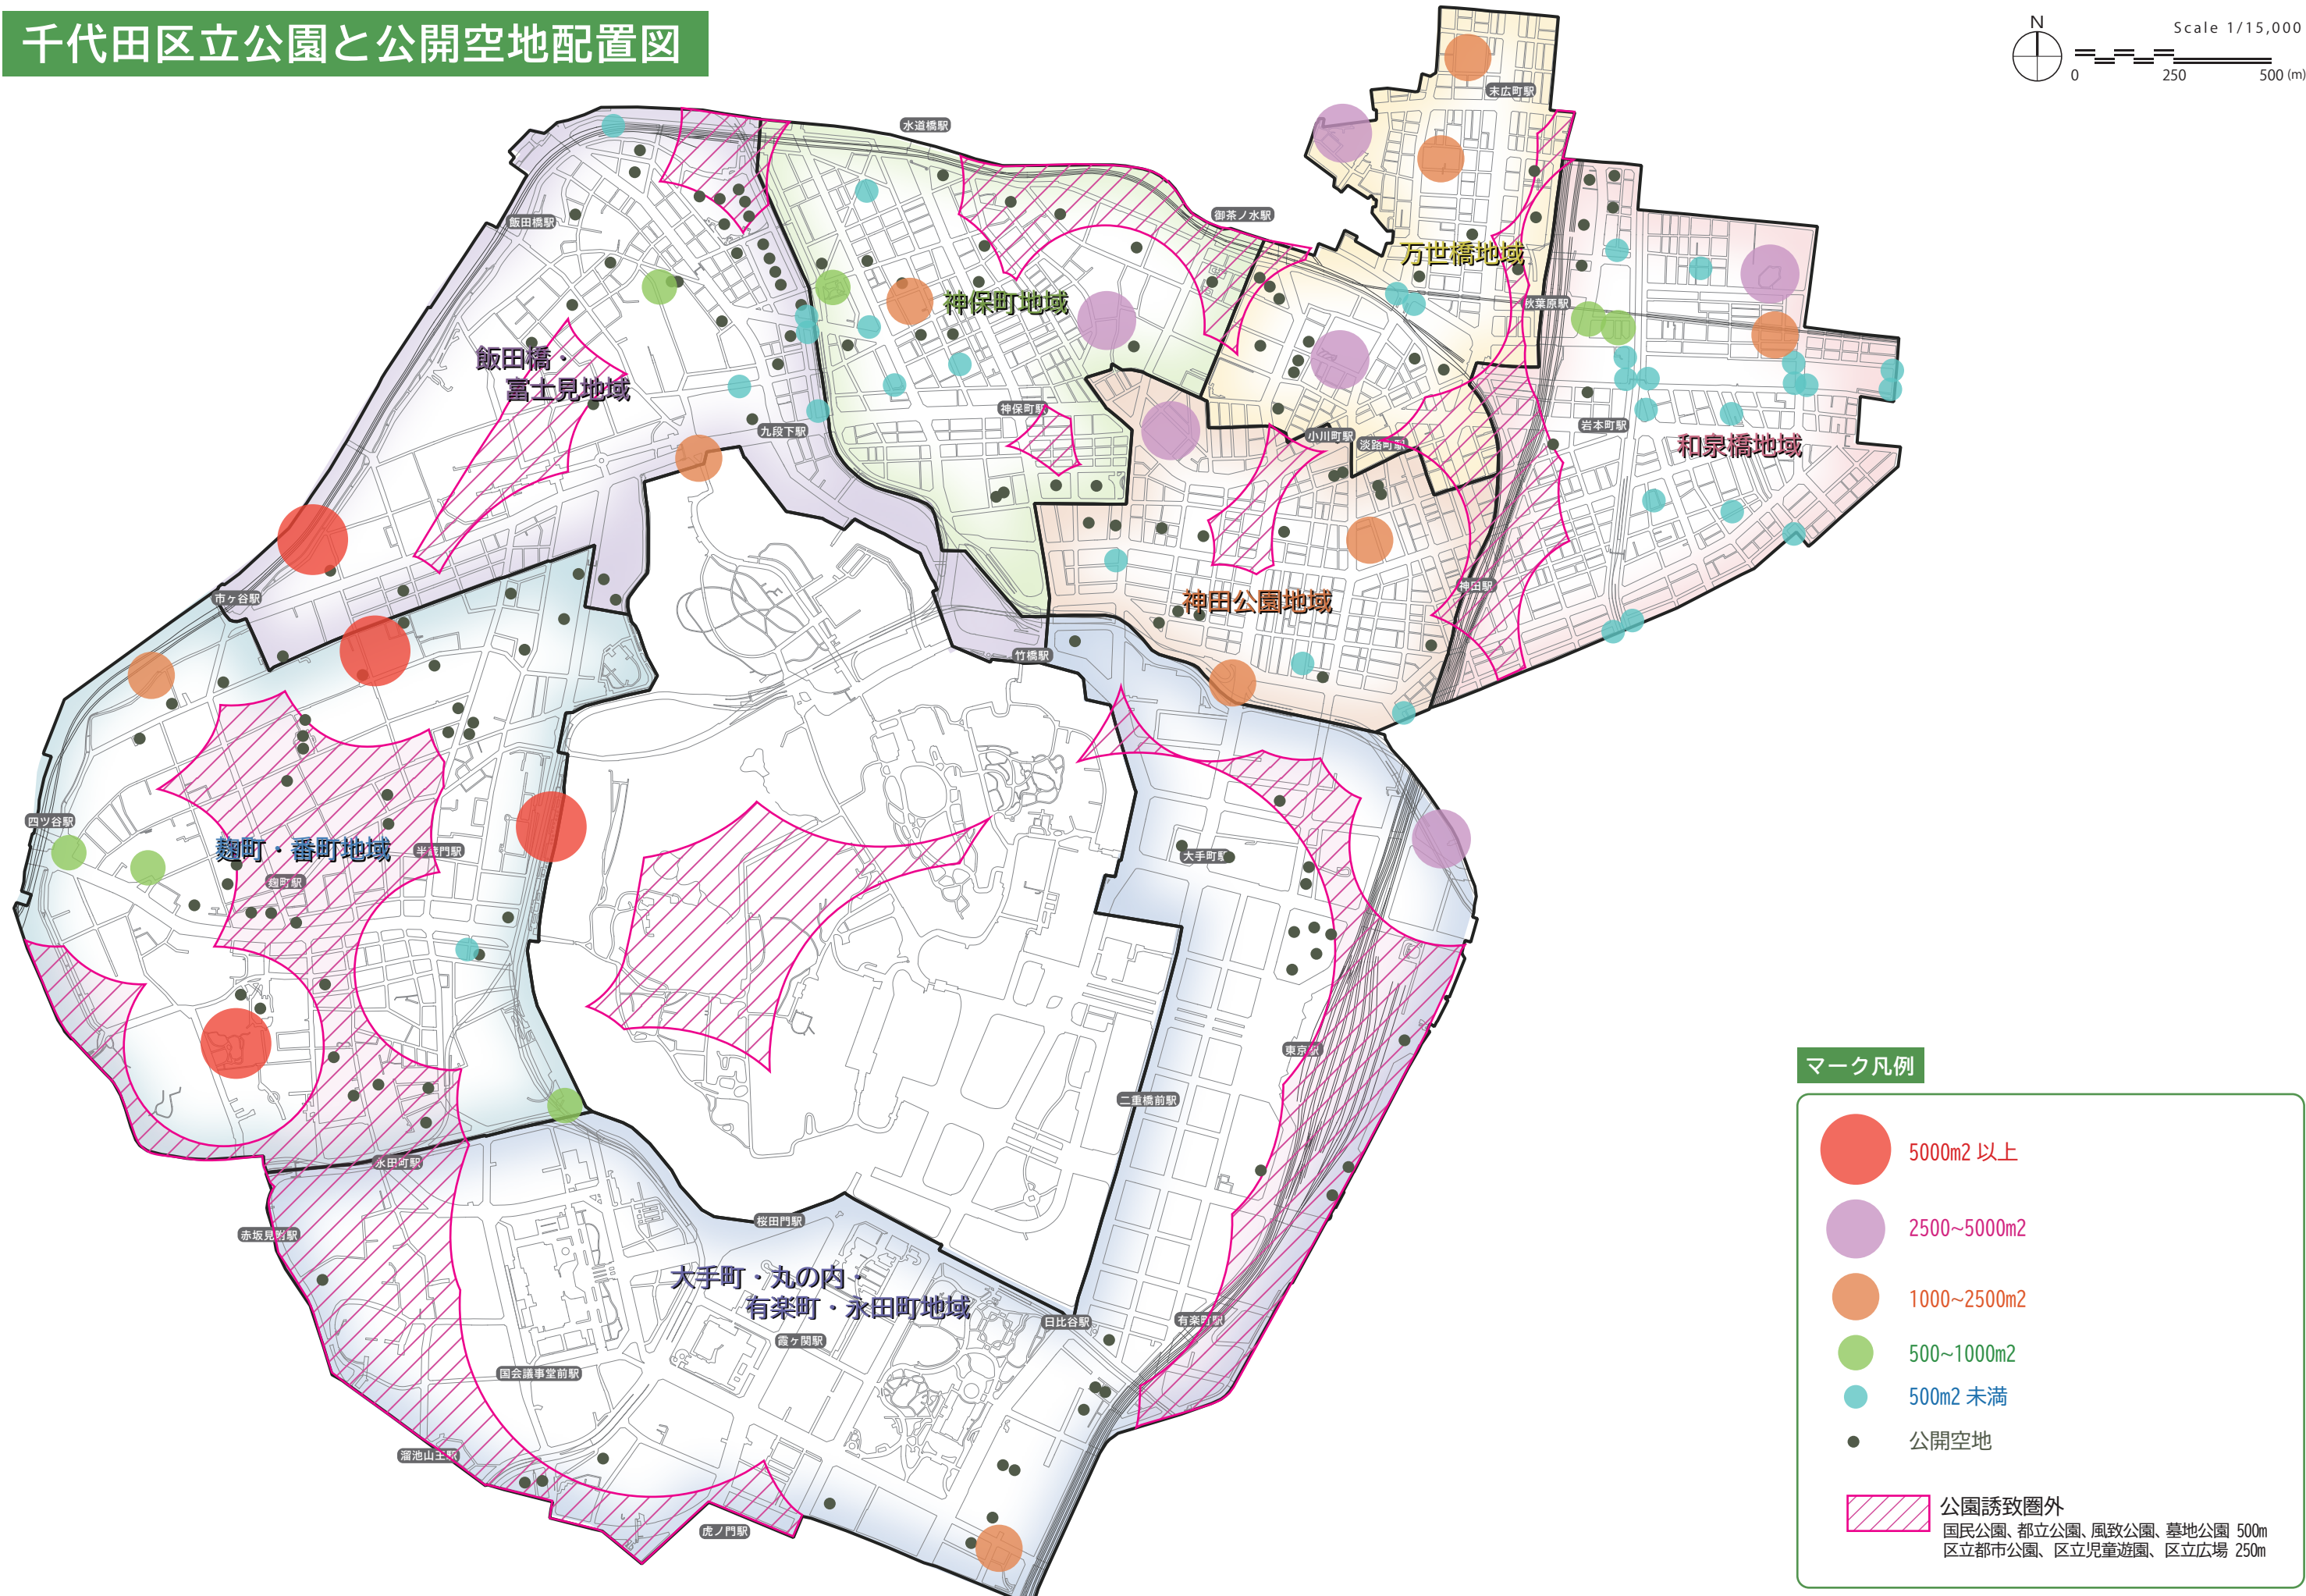 千代田区立公園と公開空地配置図
N
Scale 1/15,000
0 250 500 (m)
末広町駅
水道橋駅
御茶ノ水駅
飯田橋駅
万世橋地域
神保町地域
秋葉原駅
飯田橋・
富士見地域
神保町駅
九段下駅
小川町駅
淡路町駅
岩本町駅
和泉橋地域
市ヶ谷駅
神田駅
神田公園地域
竹橋駅
四ツ谷駅
麹町・番町地域
半蔵門駅
麹町駅
大手町駅
東京駅
二重橋前駅
永田町駅
赤坂見附駅
桜田門駅
大手町・丸の内・
有楽町・永田町地域
日比谷駅
有楽町駅
霞ヶ関駅
国会議事堂前駅
溜池山王駅
虎ノ門駅
マーク凡例
5000m2 以上
2500~5000m2
1000~2500m2
500~1000m2
500m2 未満
公開空地
公園誘致圏外
国民公園、都立公園、風致公園、墓地公園 500m
区立都市公園、区立児童遊園、区立広場 250m